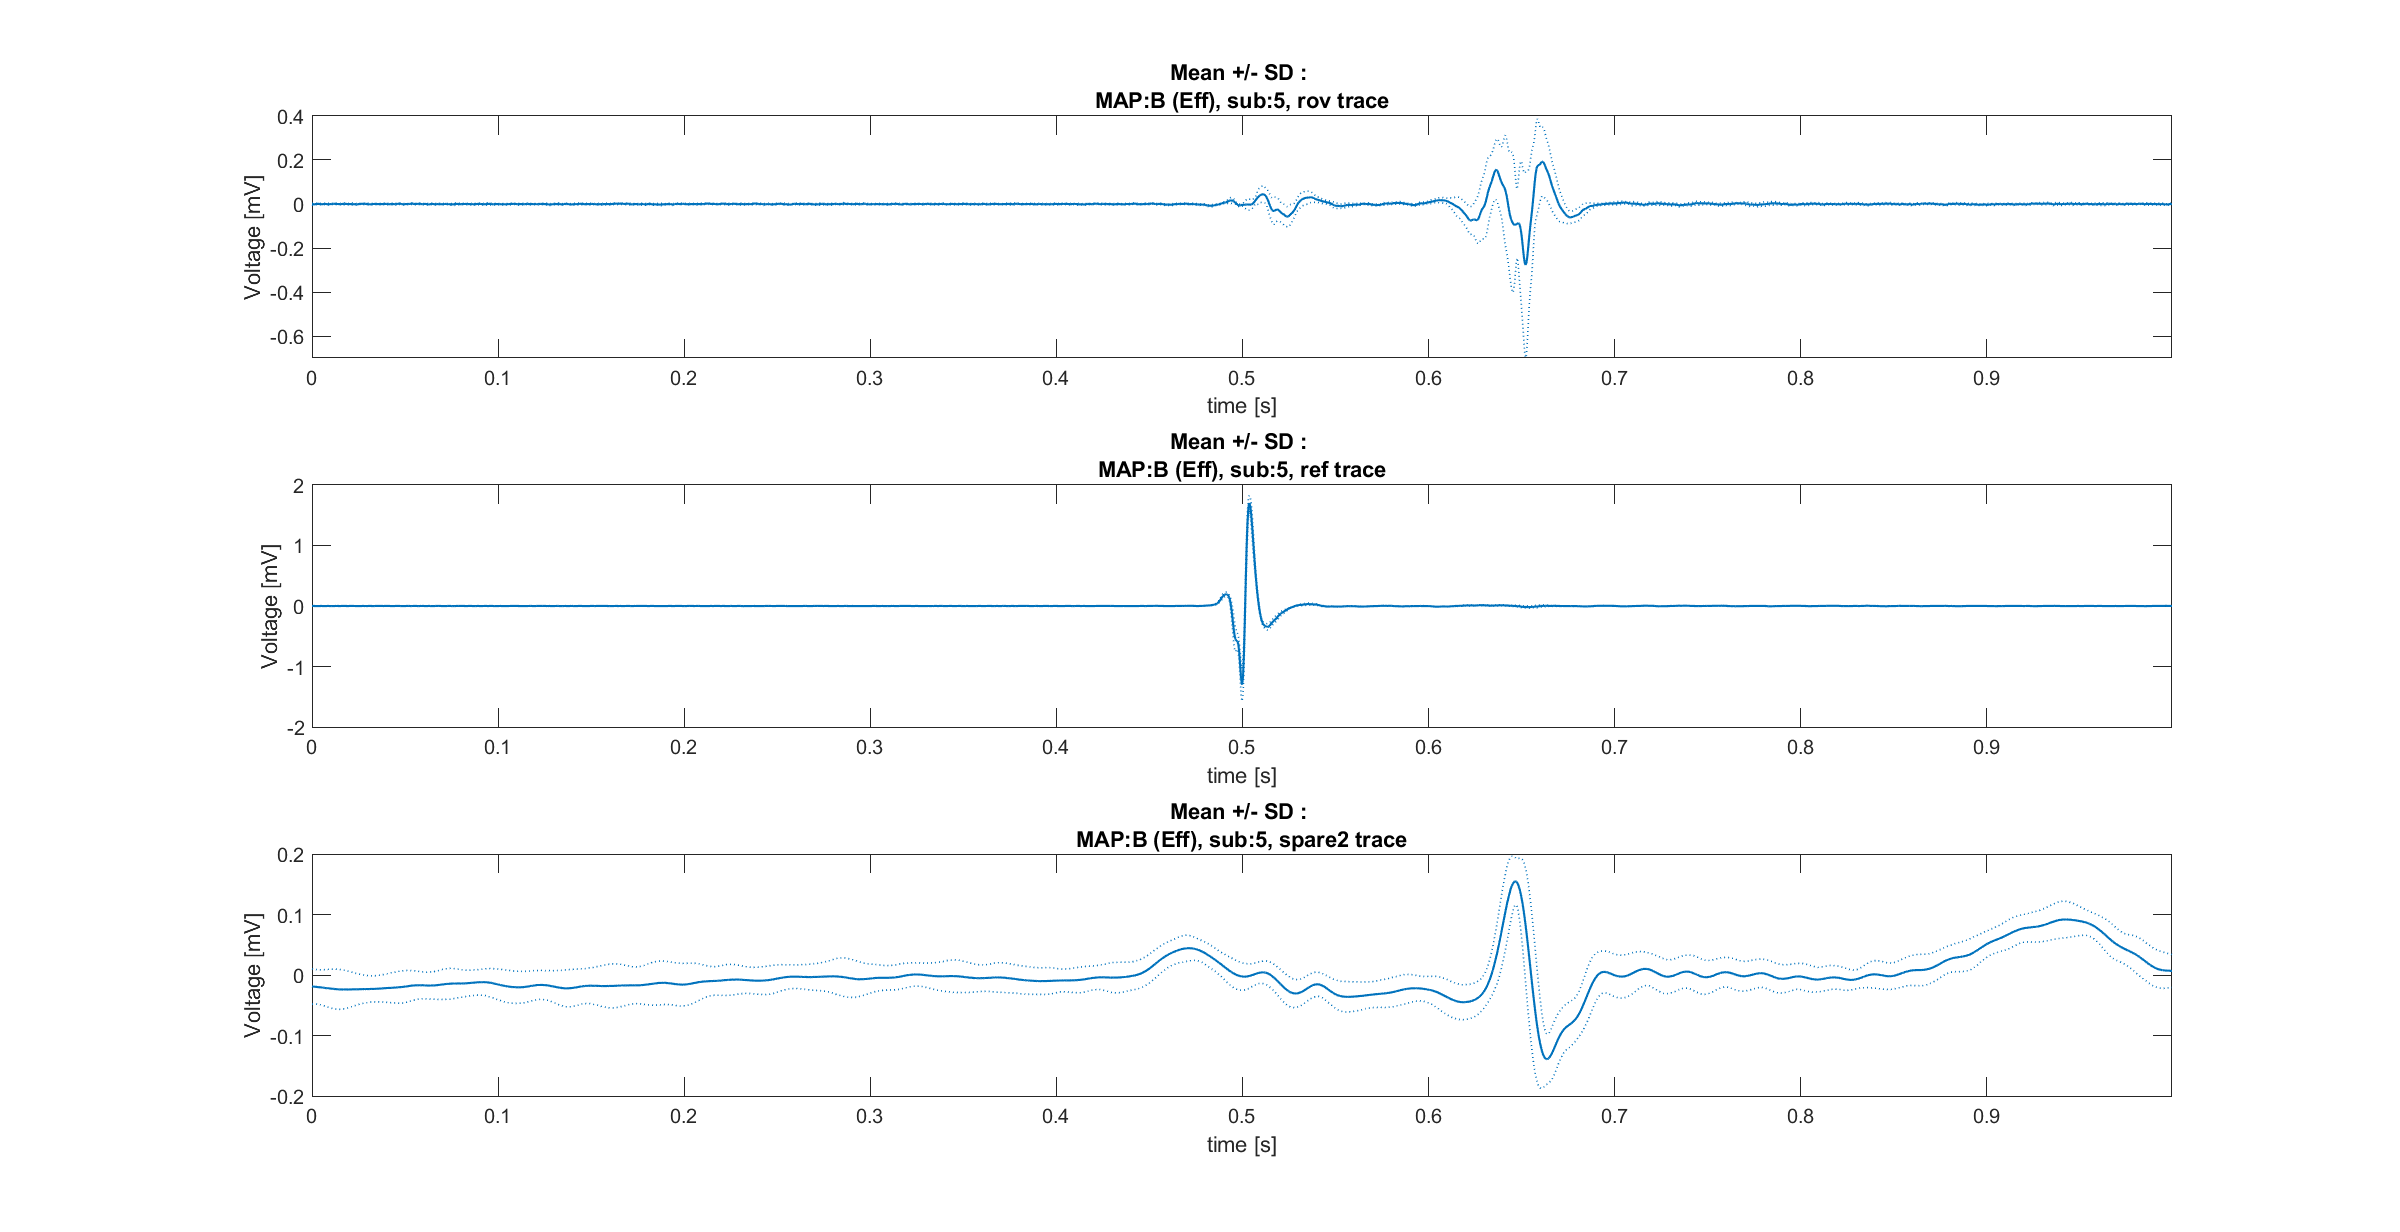 Mean +/- SD :
MAP:B (Eff), sub:5, rov trace
0.4
0.2
0
-0.2
-0.4
-0.6
Voltage [mV]
0 0.1 0.2 0.3 0.4 0.5 0.6 0.7 0.8 0.9
time [s]
Mean +/- SD :
MAP:B (Eff), sub:5, ref trace
2
1
0
-1
-2
Voltage [mV]
0 0.1 0.2 0.3 0.4 0.5 0.6 0.7 0.8 0.9
time [s]
Mean +/- SD :
MAP:B (Eff), sub:5, spare2 trace
0.2
0.1
0
-0.1
-0.2
Voltage [mV]
0 0.1 0.2 0.3 0.4 0.5 0.6 0.7 0.8 0.9
time [s]